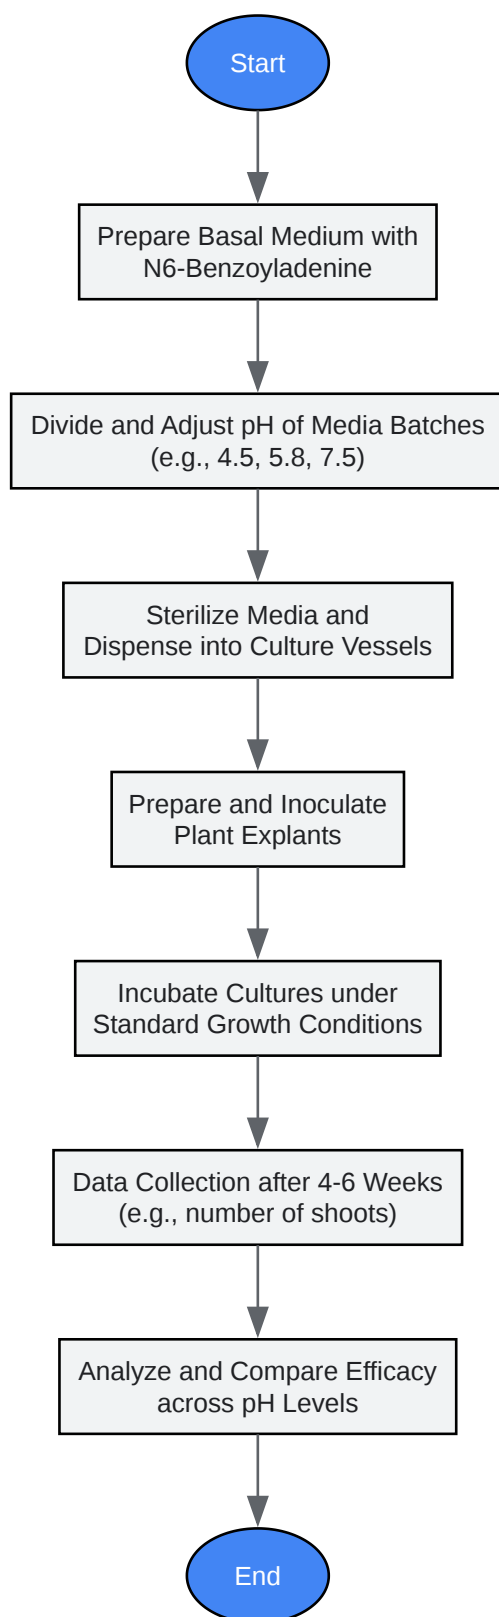 Start
Prepare Basal Medium with
N6-Benzoyladenine
Divide and Adjust pH of Media Batches
(e.g., 4.5, 5.8, 7.5)
Sterilize Media and
Dispense into Culture Vessels
Prepare and Inoculate
Plant Explants
Incubate Cultures under
Standard Growth Conditions
Data Collection after 4-6 Weeks
(e.g., number of shoots)
Analyze and Compare Efficacy
across pH Levels
End